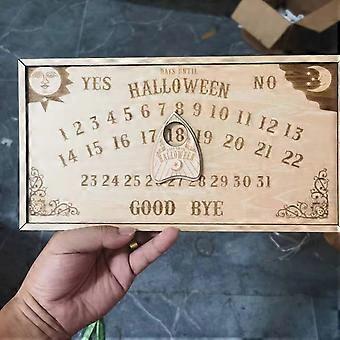 DAYS UNTIL
YES HALLOWEEN NO
1 2 3 4 5 6 7 8 9 10 11 12 13
14 15 16 17 18 19 20 21 22
HALLOWEEN
23 24 25 26 27 28 29 30 31
GOOD BYE